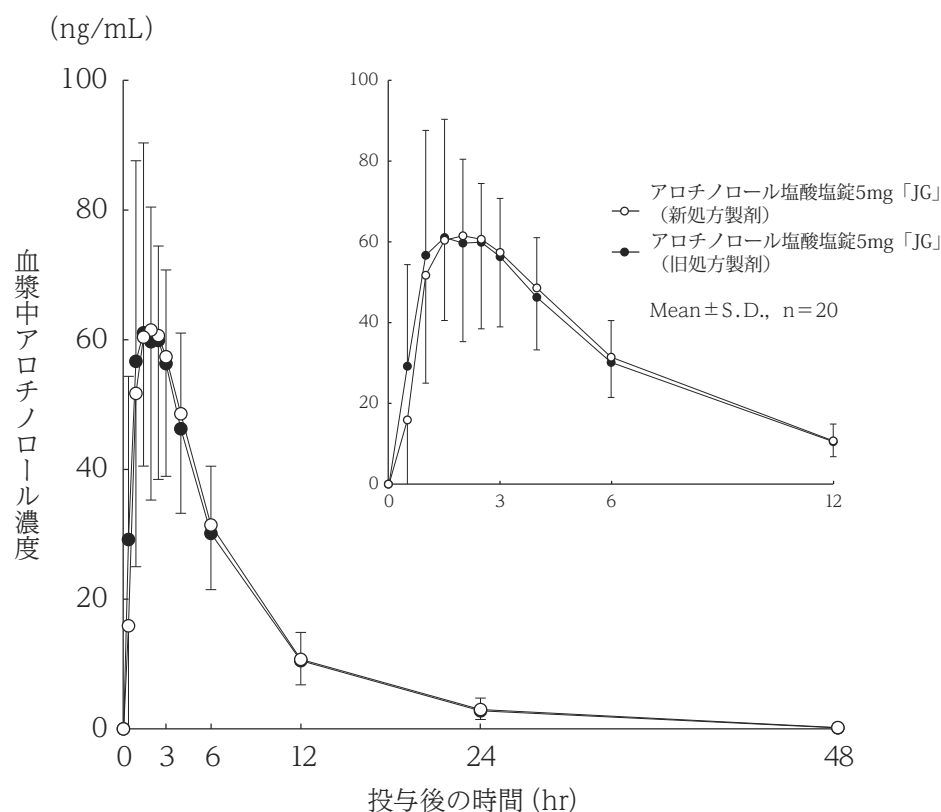 (ng/mL)
100
80
60
40
20
0
血漿中アロチノロール濃度
0 3 6 12 24 48
投与後の時間 (hr)
100
80
60
40
20
0
0 3 6 12
アロチノロール塩酸塩錠5mg「JG」
（新処方製剤）
アロチノロール塩酸塩錠5mg「JG」
（旧処方製剤）
Mean±S.D., n＝20